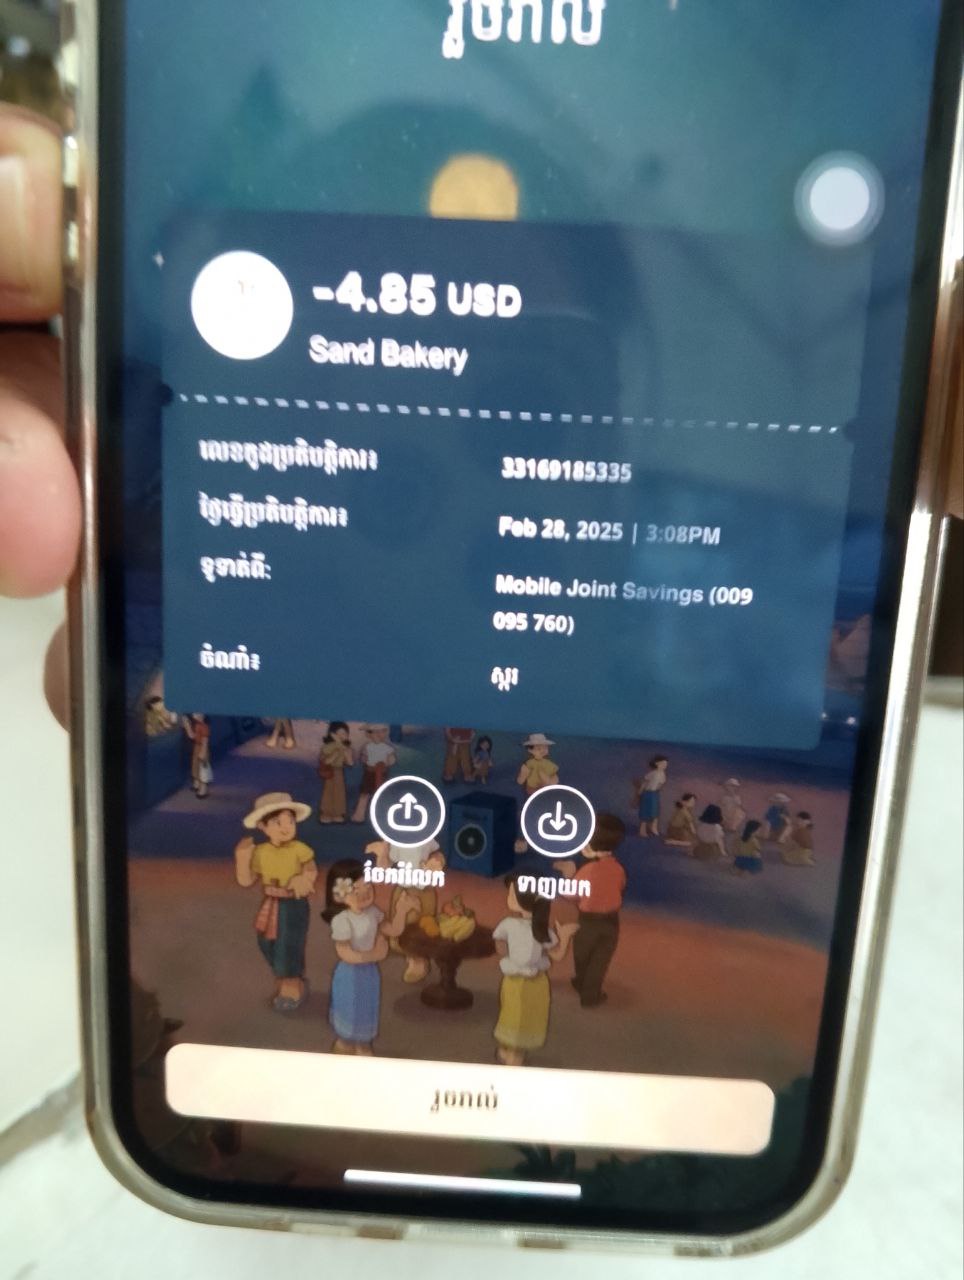 រួចរាល់
-4.85 USD
Sand Bakery
លេខកូដប្រតិបត្តិការ៖
33169185335
ថ្ងៃធ្វើប្រតិបត្តិការ៖
Feb 28, 2025 | 3:08PM
ទូទាត់ពី:
Mobile Joint Savings (009
095 760)
ចំណាំ៖
ស្ករ
ចែករំលែក
ទាញយក
រួចរាល់